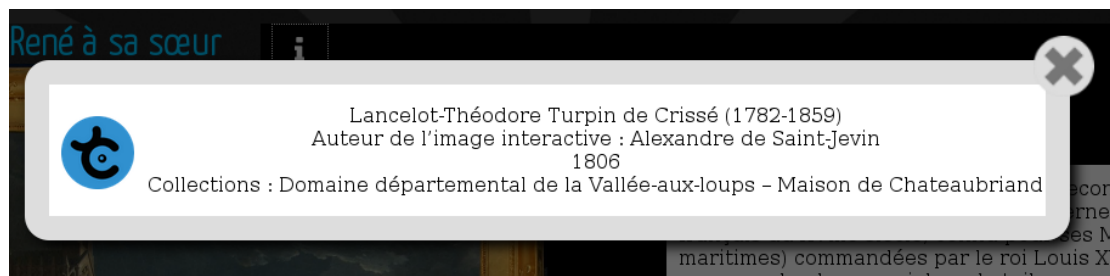 René à sa sœur
i
Lancelot-Théodore Turpin de Crissé (1782-1859)
Auteur de l'image interactive : Alexandre de Saint-Jevin
1806
Collections : Domaine départemental de la Vallée-aux-loups – Maison de Chateaubriand
maritimes) commandées par le roi Louis X